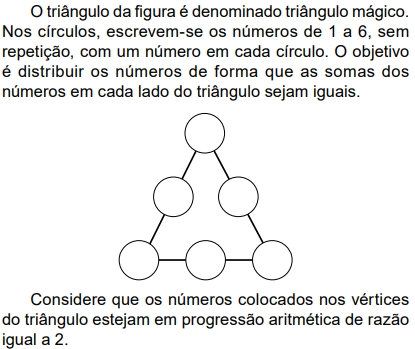 O triângulo da figura é denominado triângulo mágico.
Nos círculos, escrevem-se os números de 1 a 6, sem
repetição, com um número em cada círculo. O objetivo
é distribuir os números de forma que as somas dos
números em cada lado do triângulo sejam iguais.
Considere que os números colocados nos vértices
do triângulo estejam em progressão aritmética de razão
igual a 2.